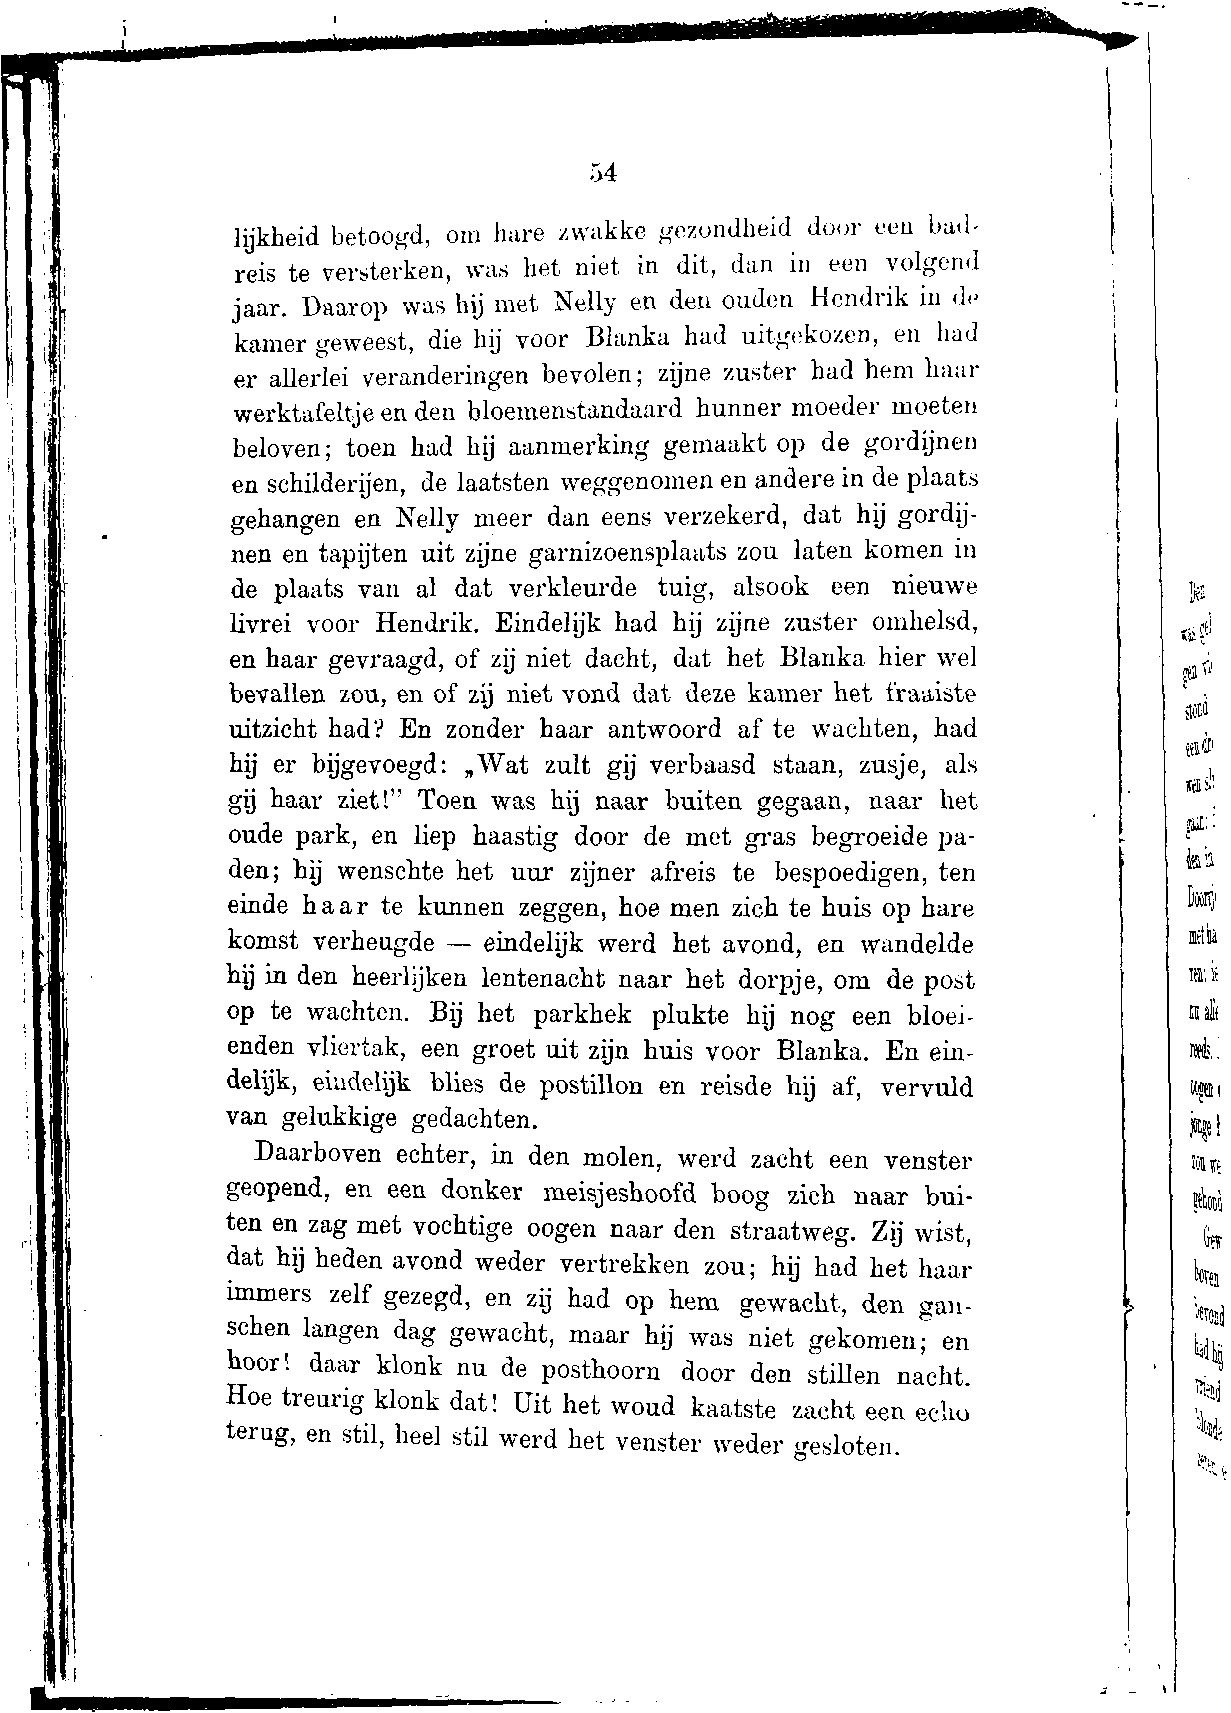 54
lijkheid betoogd, om hare zwakke gezondheid door een bad-
reis te versterken, was het niet in dit, dan in een volgend
jaar. Daarop was hij met Nelly en den ouden Hendrik in de
kamer geweest, die hij voor Blanka had uitgekozen, en had
er allerlei veranderingen bevolen; zijne zuster had hem haar
werktafeltje en den bloemenstandaard hunner moeder moeten
beloven; toen had hij aanmerking gemaakt op de gordijnen
en schilderijen, de laatsten weggenomen en andere in de plaats
gehangen en Nelly meer dan eens verzekerd, dat hij gordij-
nen en tapijten uit zijne garnizoensplaats zou laten komen in
de plaats van al dat verkleurde tuig, alsook een nieuwe
livrei voor Hendrik. Eindelijk had hij zijne zuster omhelsd,
en haar gevraagd, of zij niet dacht, dat het Blanka hier wel
bevallen zou, en of zij niet vond dat deze kamer het fraaiste
uitzicht had? En zonder haar antwoord af te wachten, had
hij er bijgevoegd: „Wat zult gij verbaasd staan, zusje, als
gij haar ziet!” Toen was hij naar buiten gegaan, naar het
oude park, en liep haastig door de met gras begroeide pa-
den; hij wenschte het uur zijner afreis te bespoedigen, ten
einde haar te kunnen zeggen, hoe men zich te huis op hare
komst verheugde — eindelijk werd het avond, en wandelde
hij in den heerlijken lentenacht naar het dorpje, om de post
op te wachten. Bij het parkhek plukte hij nog een bloei-
enden vliertak, een groet uit zijn huis voor Blanka. En ein-
delijk, eindelijk blies de postillon en reisde hij af, vervuld
van gelukkige gedachten.
Daarboven echter, in den molen, werd zacht een venster
geopend, en een donker meisjeshoofd boog zich naar bui-
ten en zag met vochtige oogen naar den straatweg. Zij wist,
dat hij heden avond weder vertrekken zou; hij had het haar
immers zelf gezegd, en zij had op hem gewacht, den gan-
schen langen dag gewacht, maar hij was niet gekomen; en
hoor! daar klonk nu de posthoorn door den stillen nacht.
Hoe treurig klonk dat! Uit het woud kaatste zacht een echo
terug, en stil, heel stil werd het venster weder gesloten.